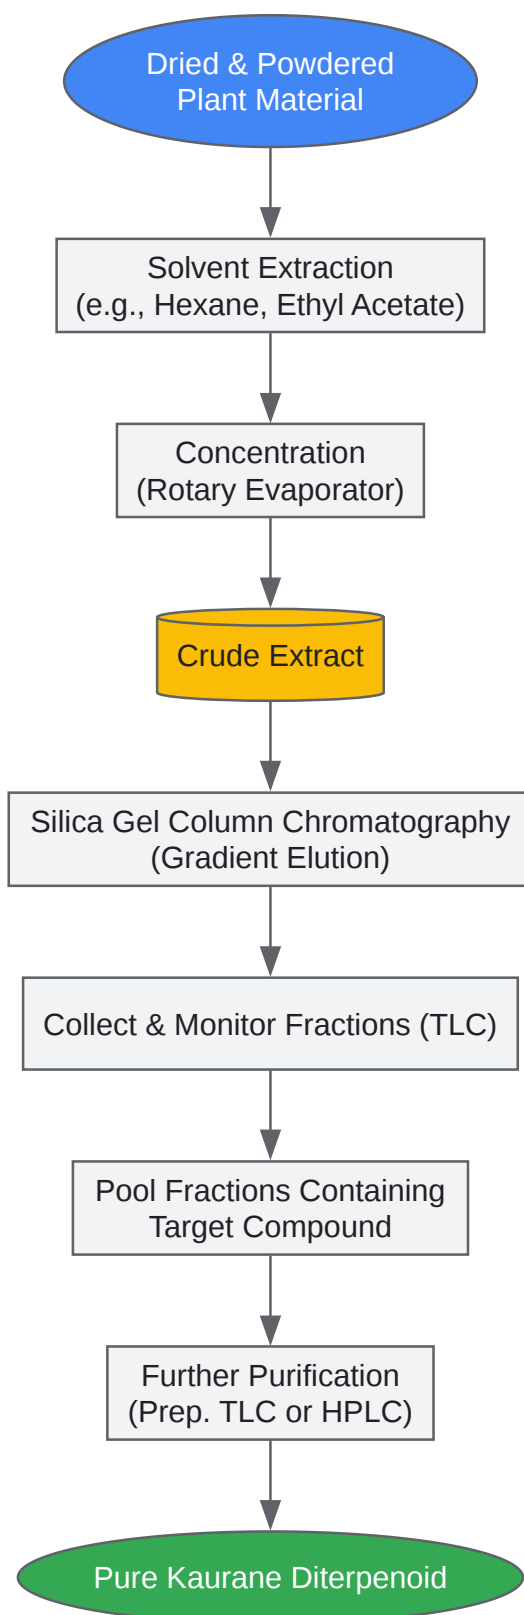 Dried & Powdered
Plant Material
Solvent Extraction
(e.g., Hexane, Ethyl Acetate)
Concentration
(Rotary Evaporator)
Crude Extract
Silica Gel Column Chromatography
(Gradient Elution)
Collect & Monitor Fractions (TLC)
Pool Fractions Containing
Target Compound
Further Purification
(Prep. TLC or HPLC)
Pure Kaurane Diterpenoid